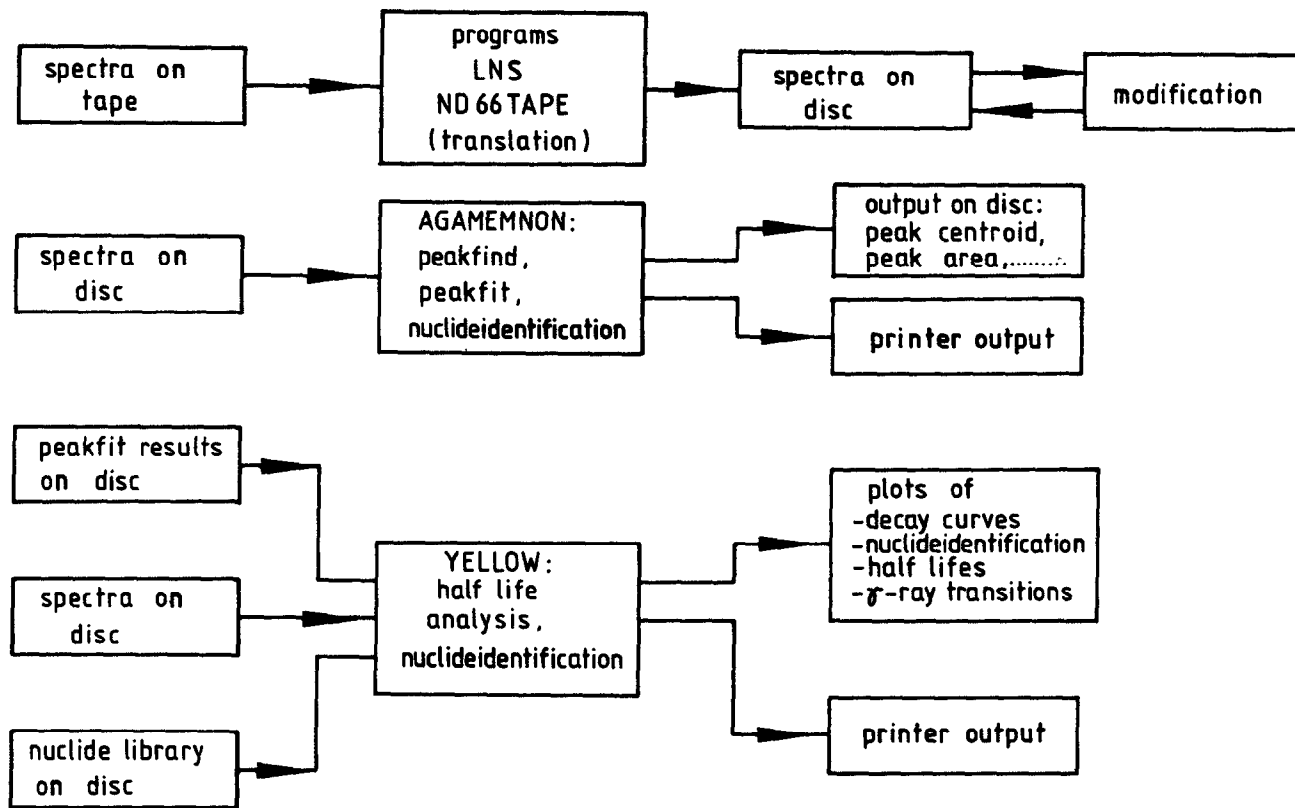 spectra on
tape
programs
LNS
ND 66 TAPE
(translation)
spectra on
disc
modification
spectra on
disc
AGAMEMNON:
peakfind,
peakfit,
nuclideidentification
output on disc:
peak centroid,
peak area,........
printer output
peakfit results
on disc
spectra on
disc
nuclide library
on disc
YELLOW:
half life
analysis,
nuclideidentification
plots of
-decay curves
-nuclideidentification
-half lifes
-γ-ray transitions
printer output